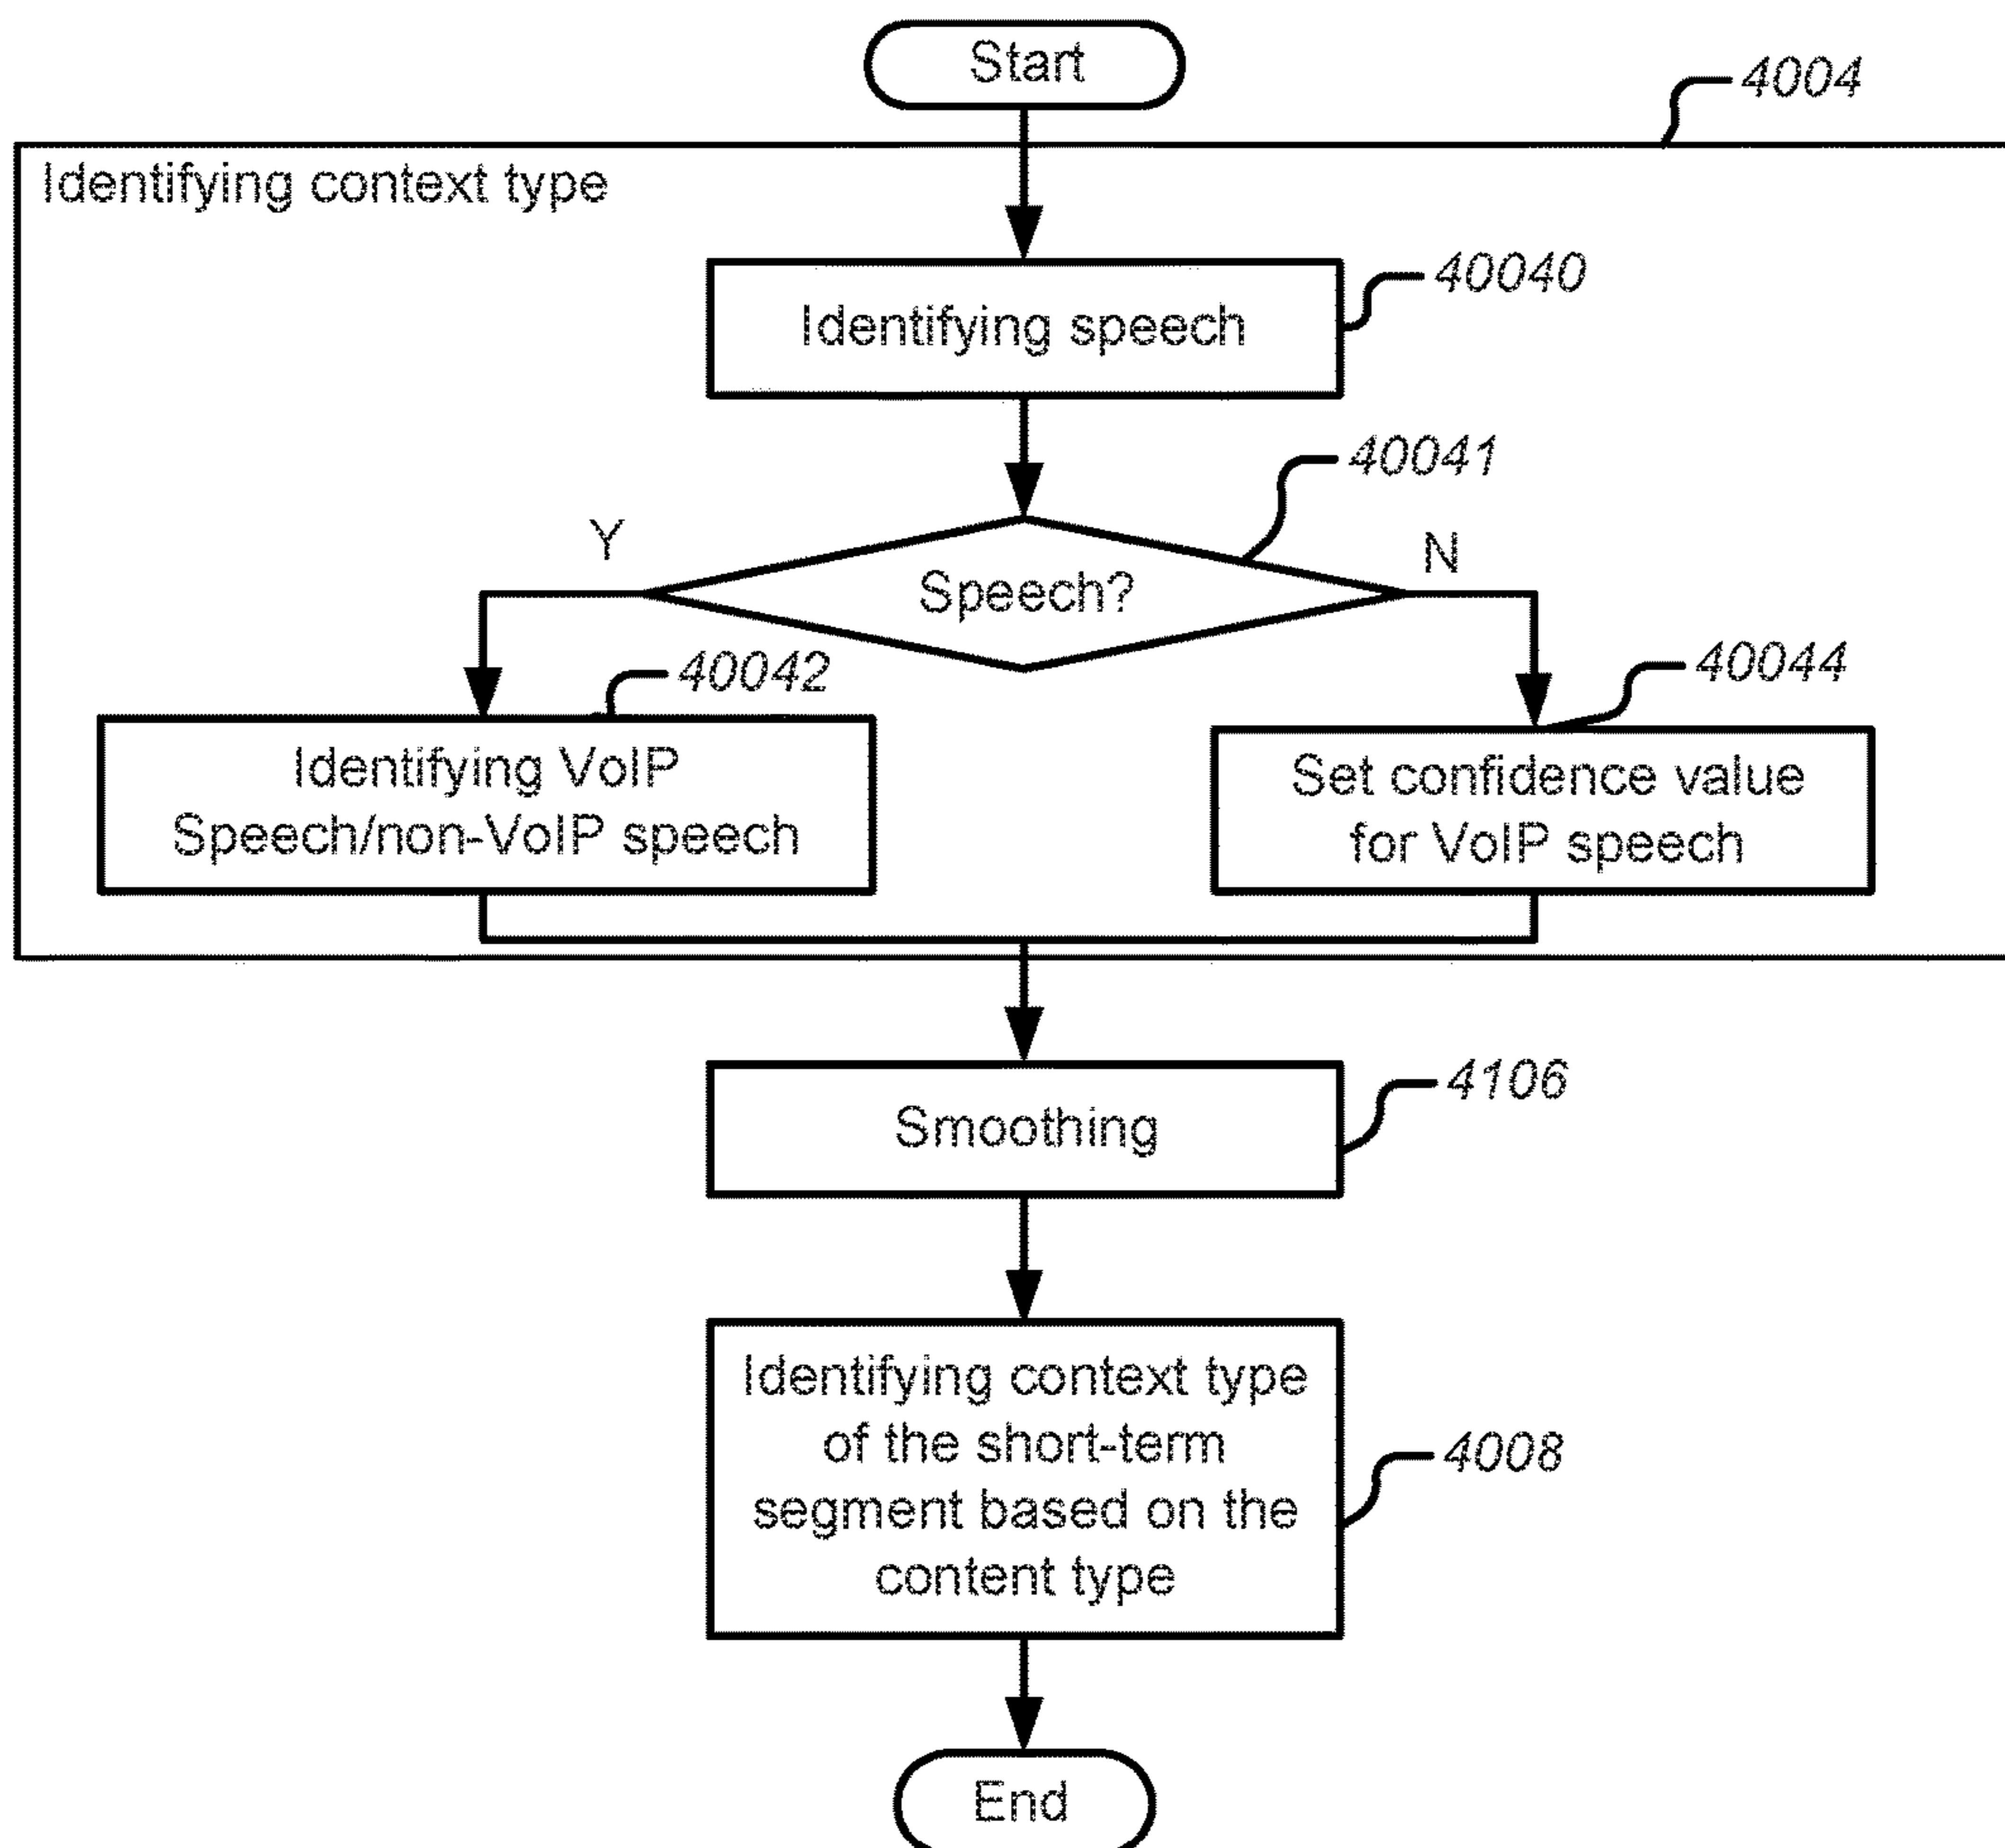 Start
4004
Identifying context type
40040
Identifying speech
40041
Y
N
Speech?
40042
40044
Identifying VoIP
Speech/non-VoIP speech
Set confidence value
for VoIP speech
4106
Smoothing
Identifying context type
of the short-term
segment based on the
content type
4008
End